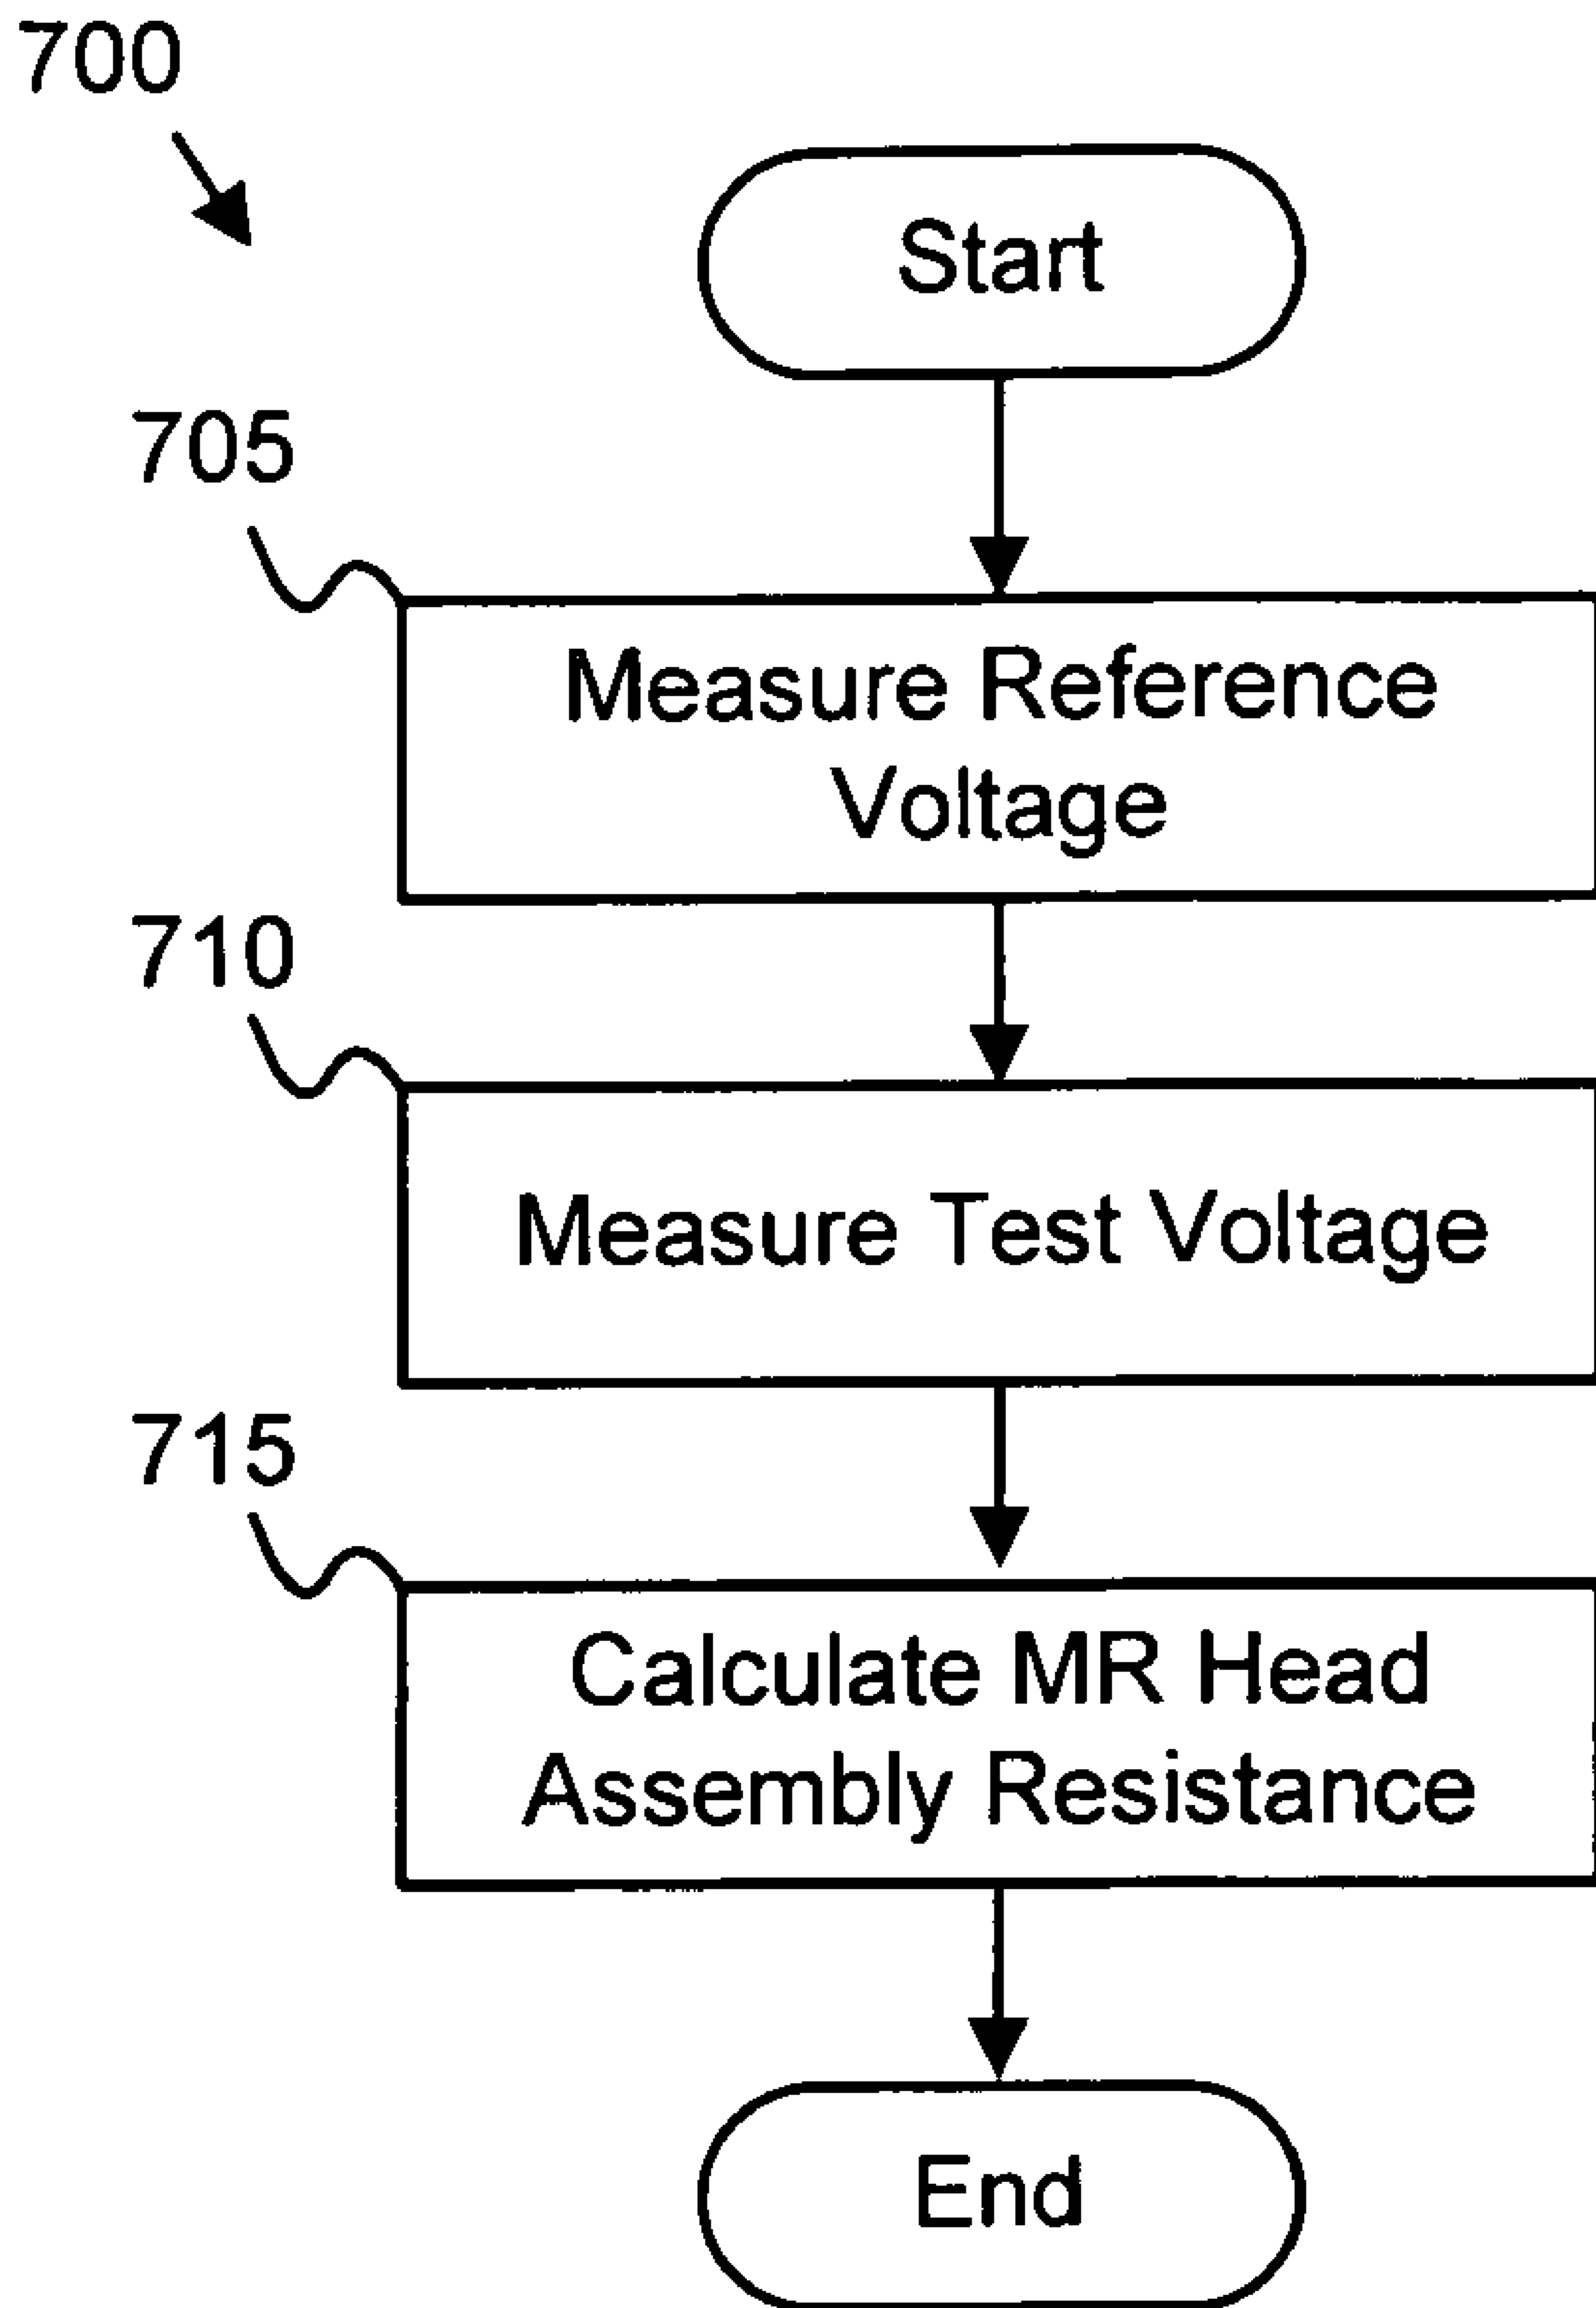 700
Start
705
Measure Reference
Voltage
710
Measure Test Voltage
715
Calculate MR Head
Assembly Resistance
End